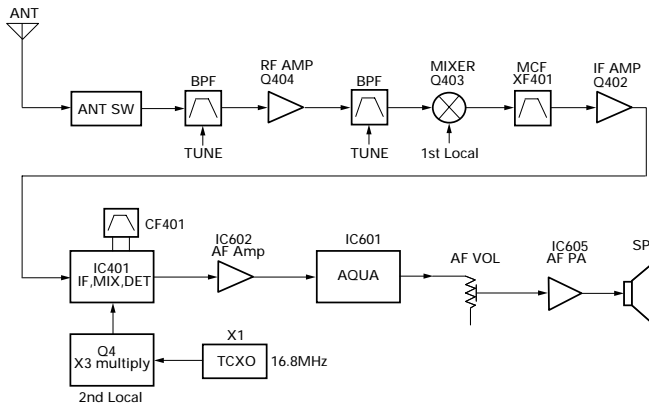 ANT
ANT SW
BPF
TUNE
RF AMP
Q404
BPF
TUNE
MIXER
Q403
1st Local
MCF
XF401
IF AMP
Q402
CF401
IC401
IF,MIX,DET
IC602
AF Amp
IC601
AQUA
AF VOL
IC605
AF PA
SP
Q4
X3 multiply
2nd Local
X1
TCXO
16.8MHz